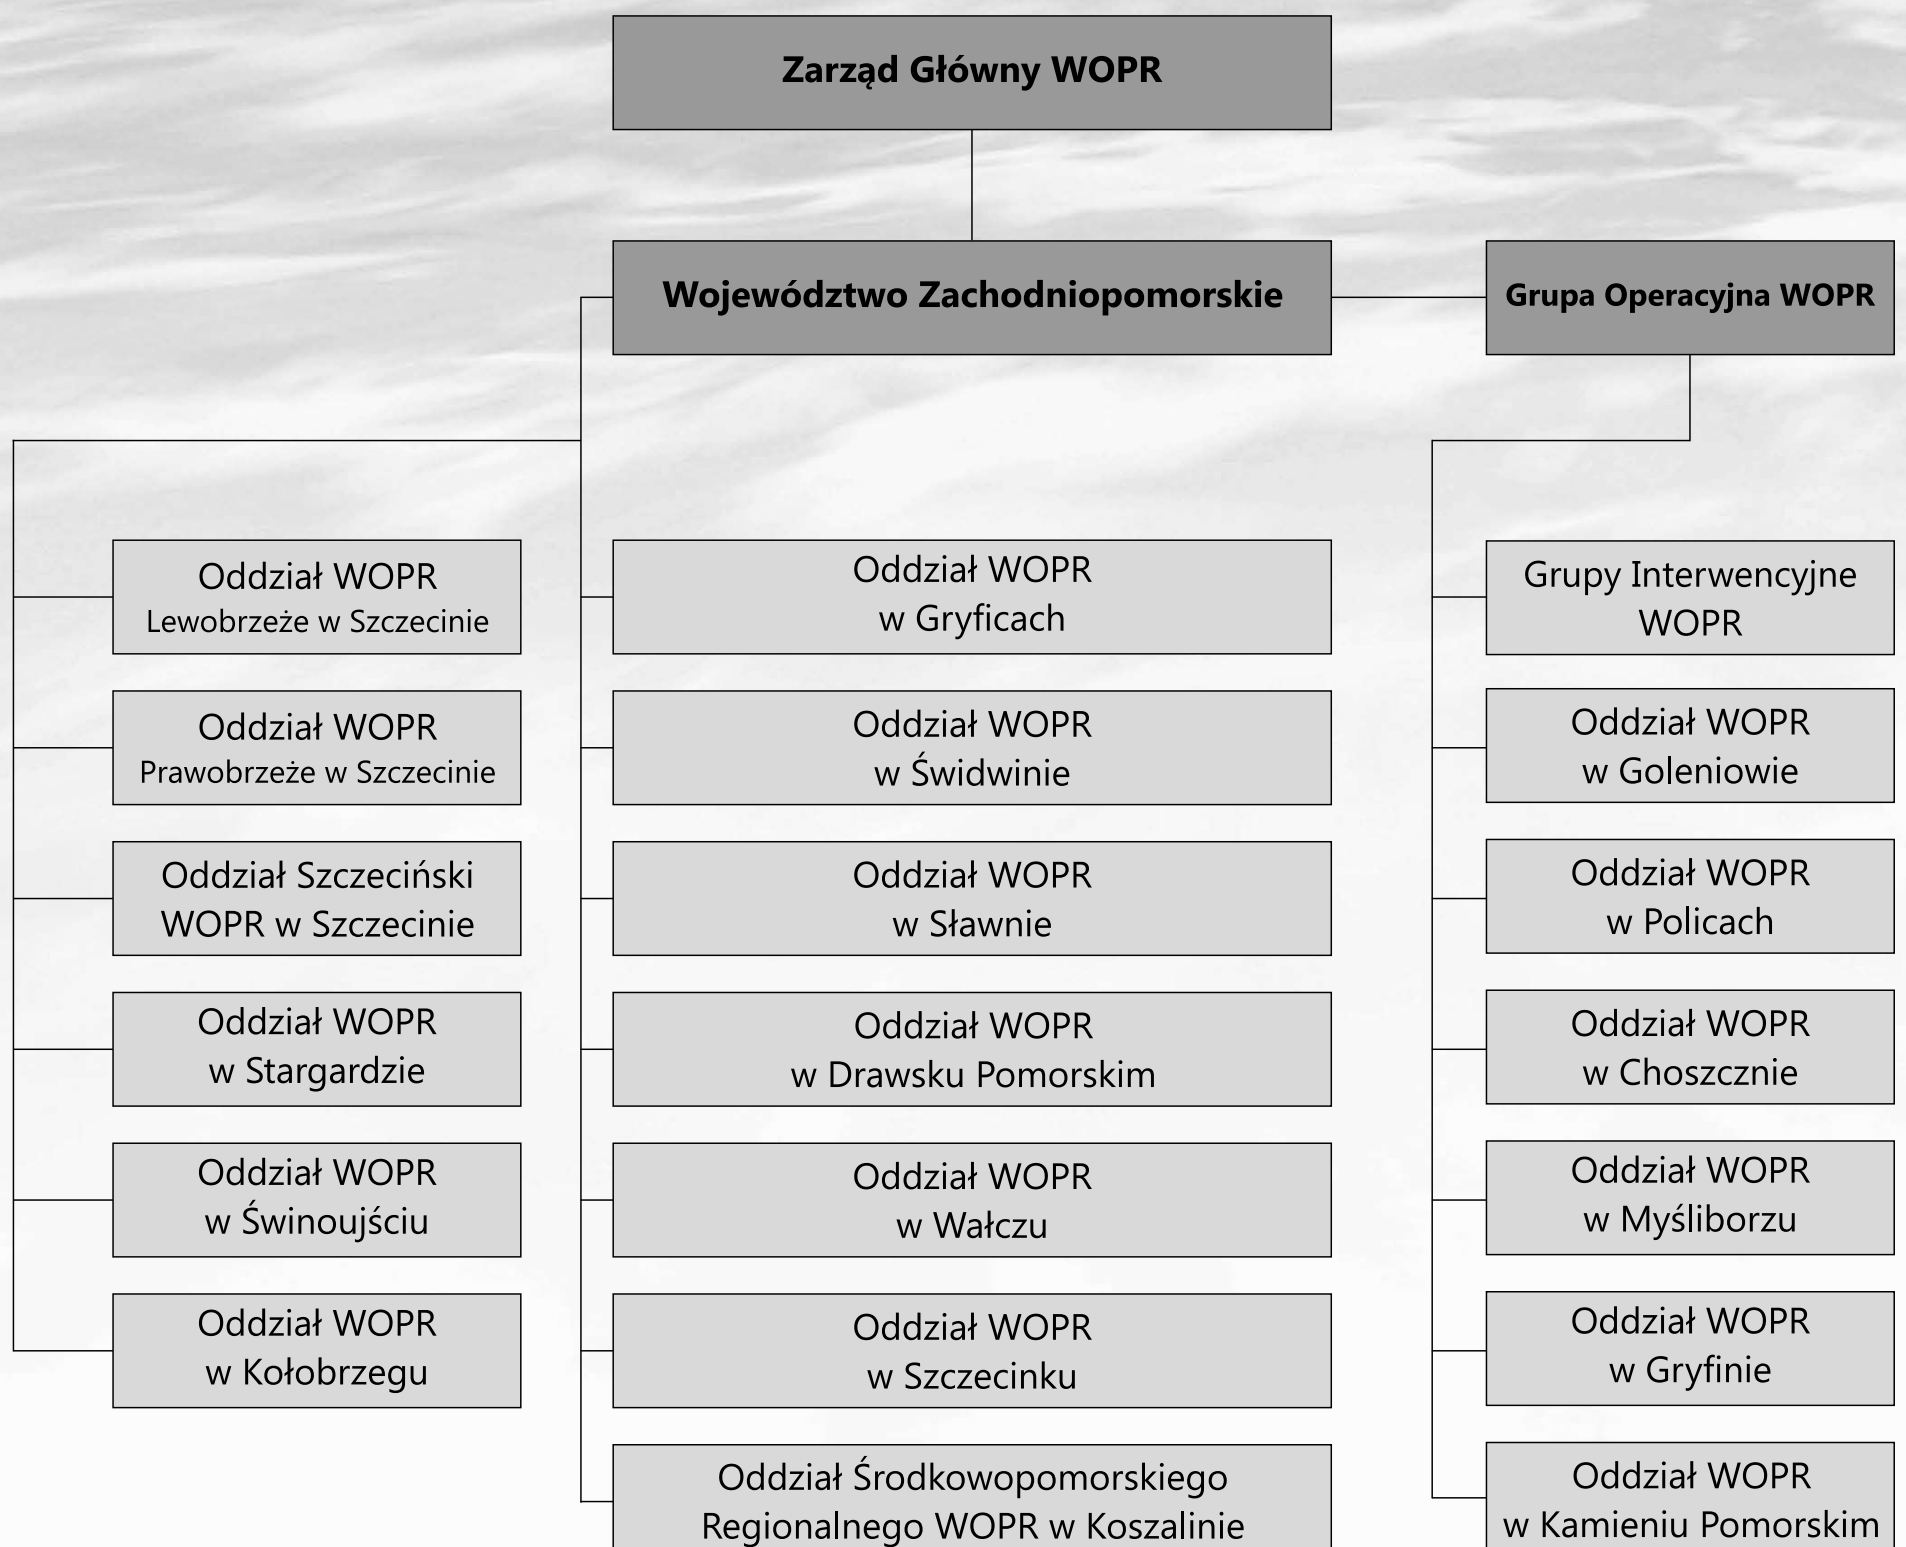 Zarząd Główny WOPR
Województwo Zachodniopomorskie
Grupa Operacyjna WOPR
Oddział WOPR
Lewobrzeże w Szczecinie
Oddział WOPR
Prawobrzeże w Szczecinie
Oddział Szczeciński
WOPR w Szczecinie
Oddział WOPR
w Stargardzie
Oddział WOPR
w Świnoujściu
Oddział WOPR
w Kołobrzegu
Oddział WOPR
w Gryficach
Oddział WOPR
w Świdwinie
Oddział WOPR
w Sławnie
Oddział WOPR
w Drawsku Pomorskim
Oddział WOPR
w Wałczu
Oddział WOPR
w Szczecinku
Oddział Środkowopomorskiego
Regionalnego WOPR w Koszalinie
Grupy Interwencyjne
WOPR
Oddział WOPR
w Goleniowie
Oddział WOPR
w Policach
Oddział WOPR
w Choszcznie
Oddział WOPR
w Myśliborzu
Oddział WOPR
w Gryfinie
Oddział WOPR
w Kamieniu Pomorskim